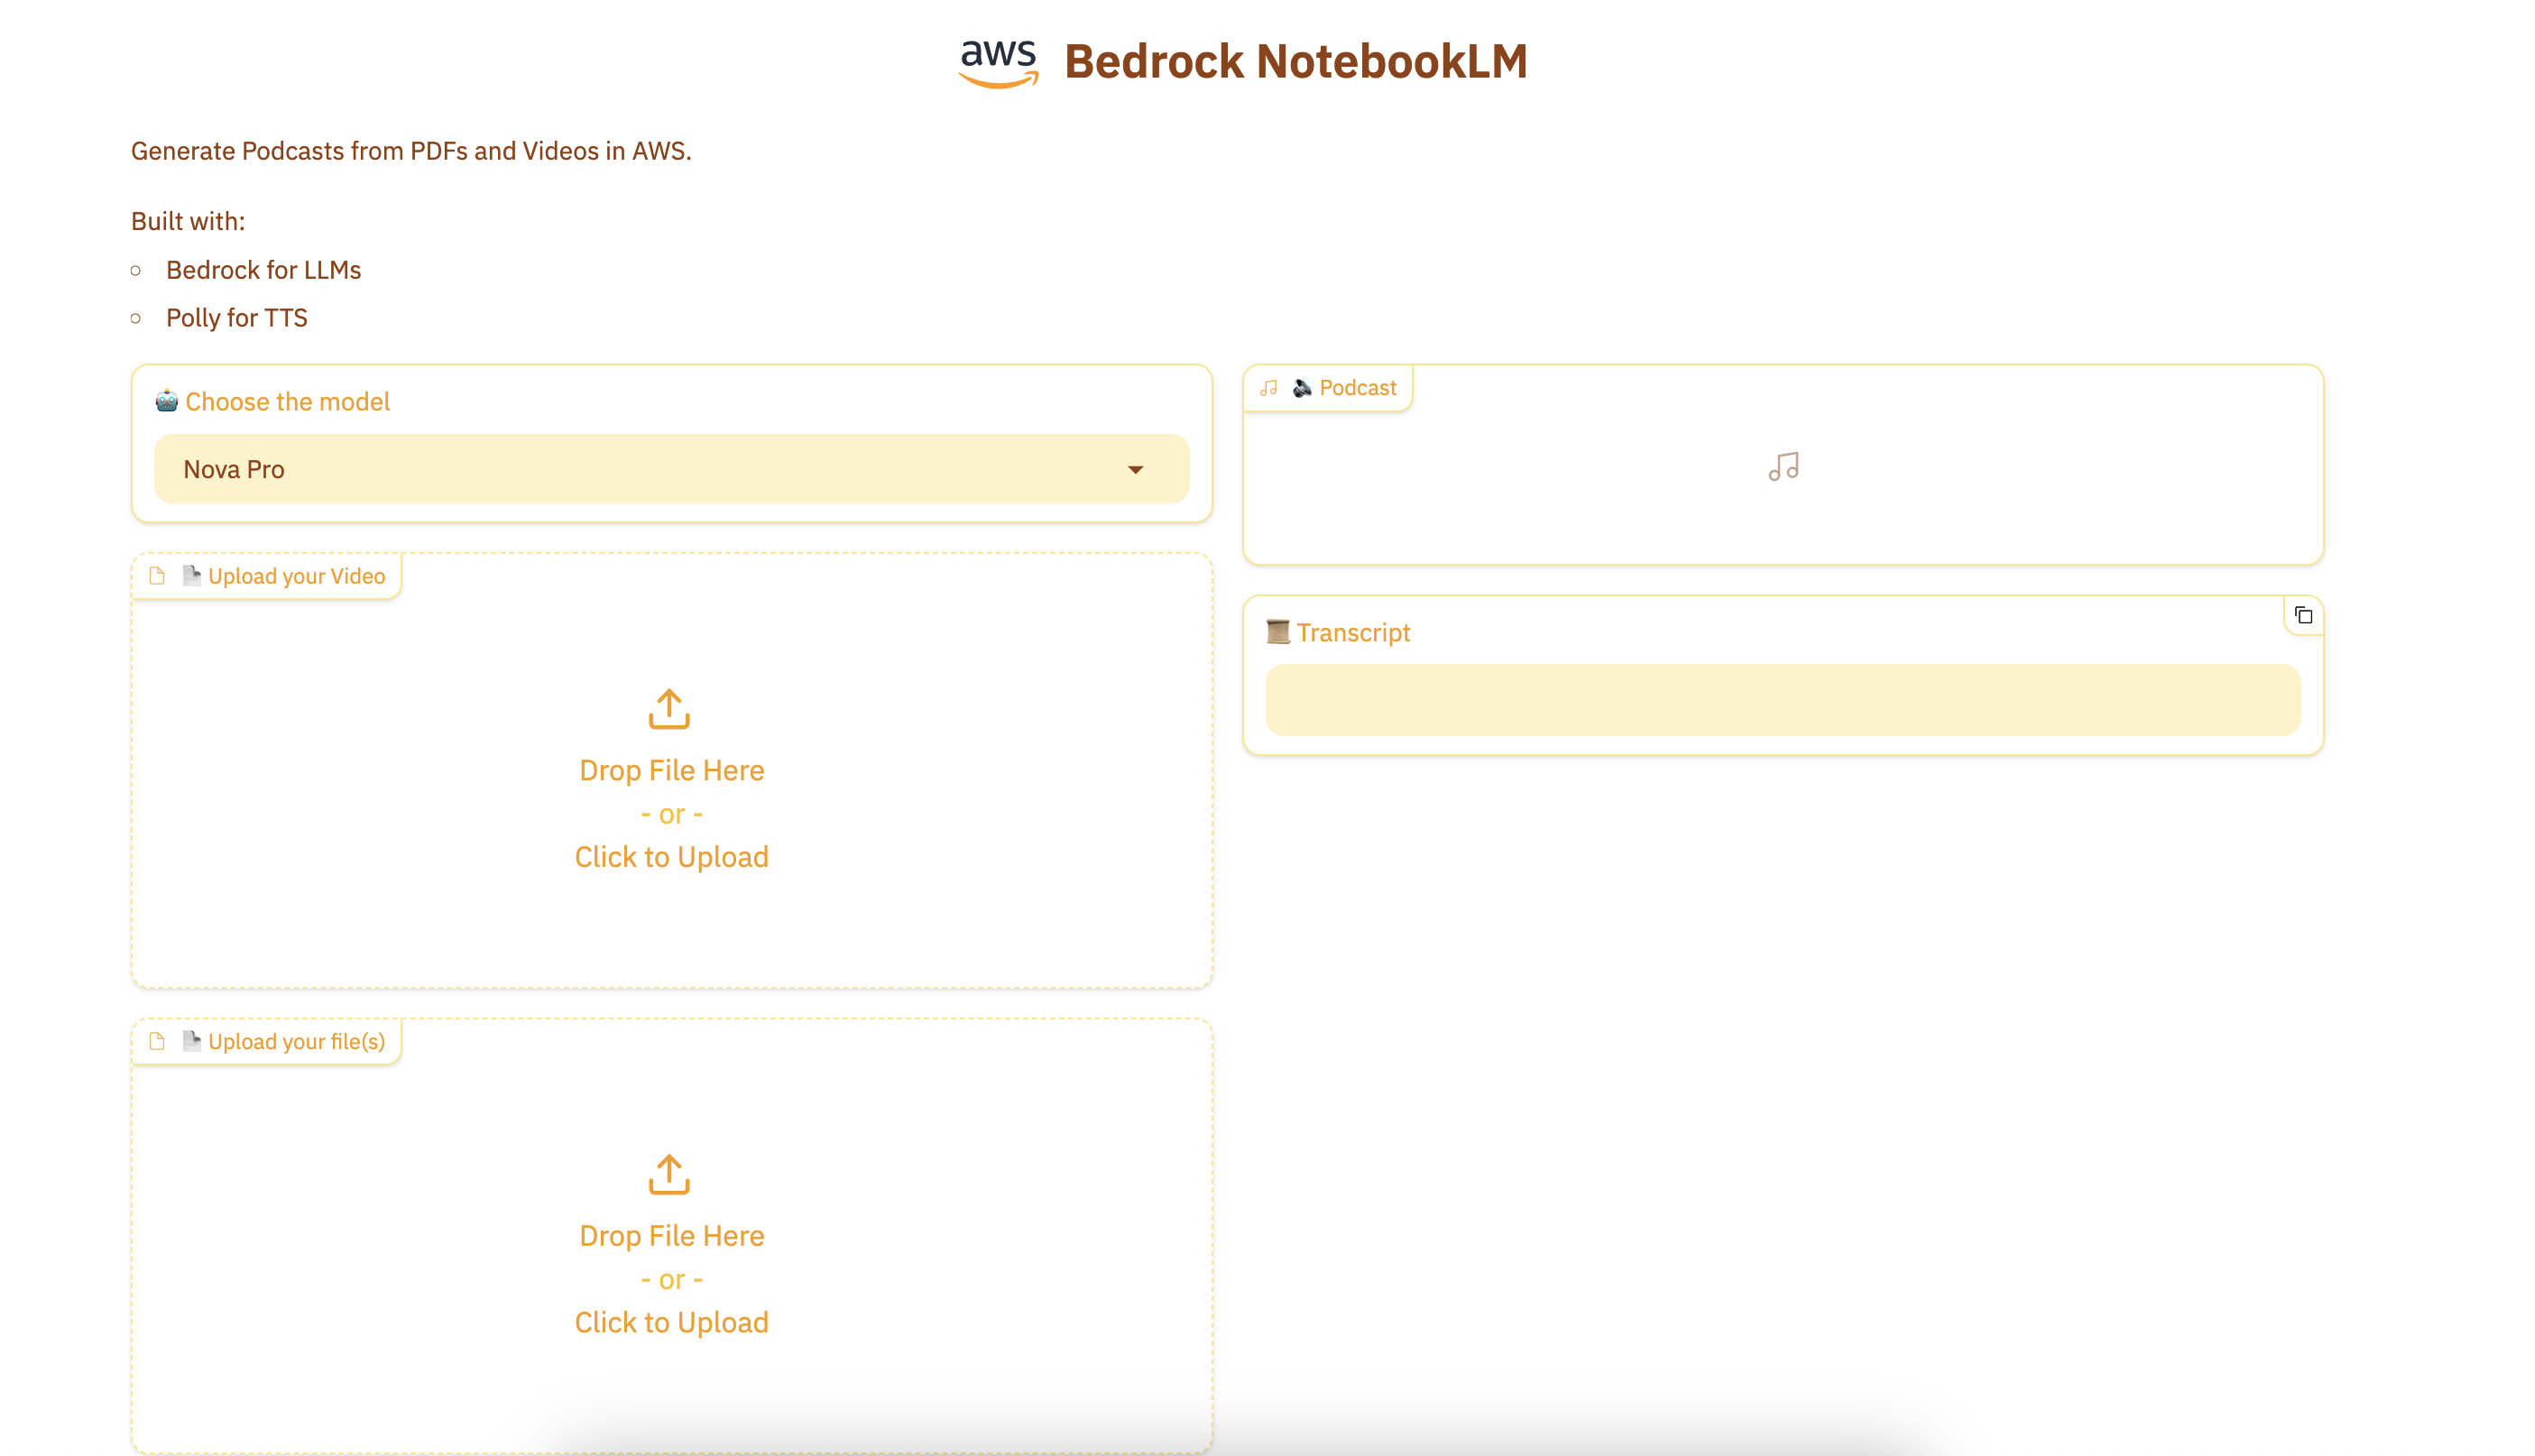 aws Bedrock NotebookLM
Generate Podcasts from PDFs and Videos in AWS.
Built with:
Bedrock for LLMs
Polly for TTS
Choose the model
Nova Pro
Upload your Video
Drop File Here
- or -
Click to Upload
Upload your file(s)
Drop File Here
- or -
Click to Upload
Podcast
Transcript